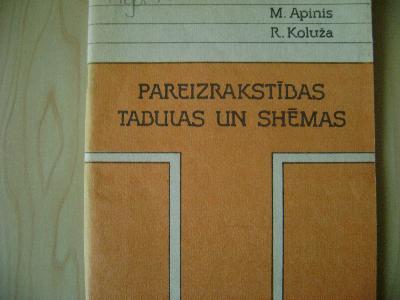 M. Apinis
R. Koluža
PAREIZRAKSTĪBAS
TABULAS UN SHĒMAS